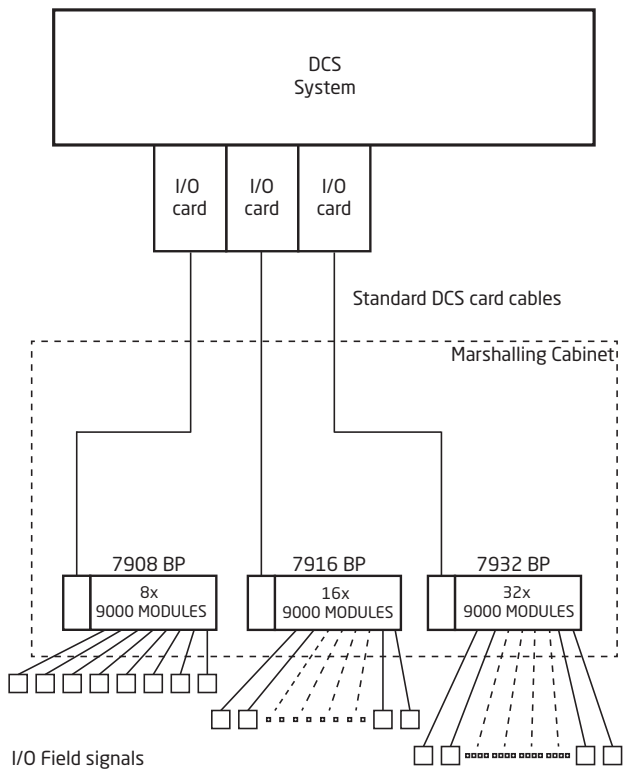 DCS
System
I/O
card
I/O
card
I/O
card
Standard DCS card cables
Marshalling Cabinet
7908 BP
7916 BP
7932 BP
8x
9000 MODULES
16x
9000 MODULES
32x
9000 MODULES
I/O Field signals